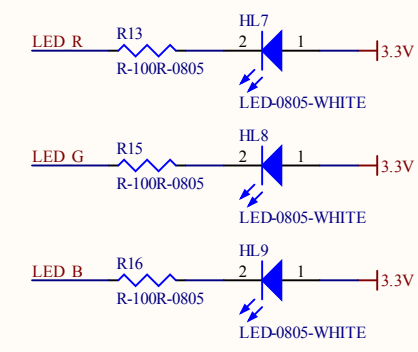 HL7
LED R
R13
2
1
3.3V
R-100R-0805
LED-0805-WHITE
HL8
LED G
R15
2
1
3.3V
R-100R-0805
LED-0805-WHITE
HL9
LED B
R16
2
1
3.3V
R-100R-0805
LED-0805-WHITE